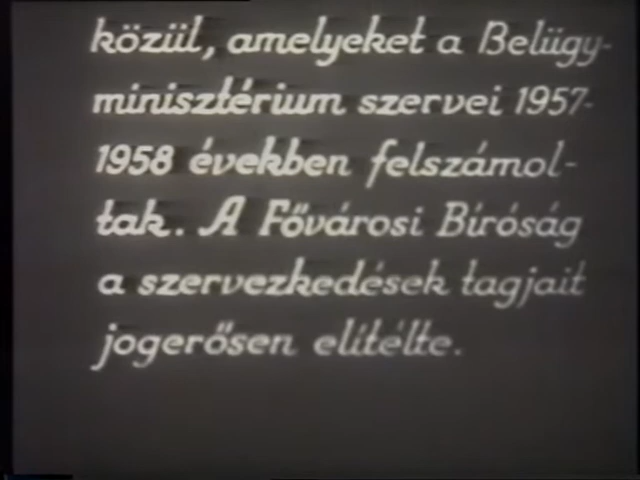 közül, amelyeket a Belügy-
minisztérium szervei 1957-
1958 években felszámol-
tak. A Fővárosi Bíróság
a szervezkedések tagjait
jogerősen elítélte.